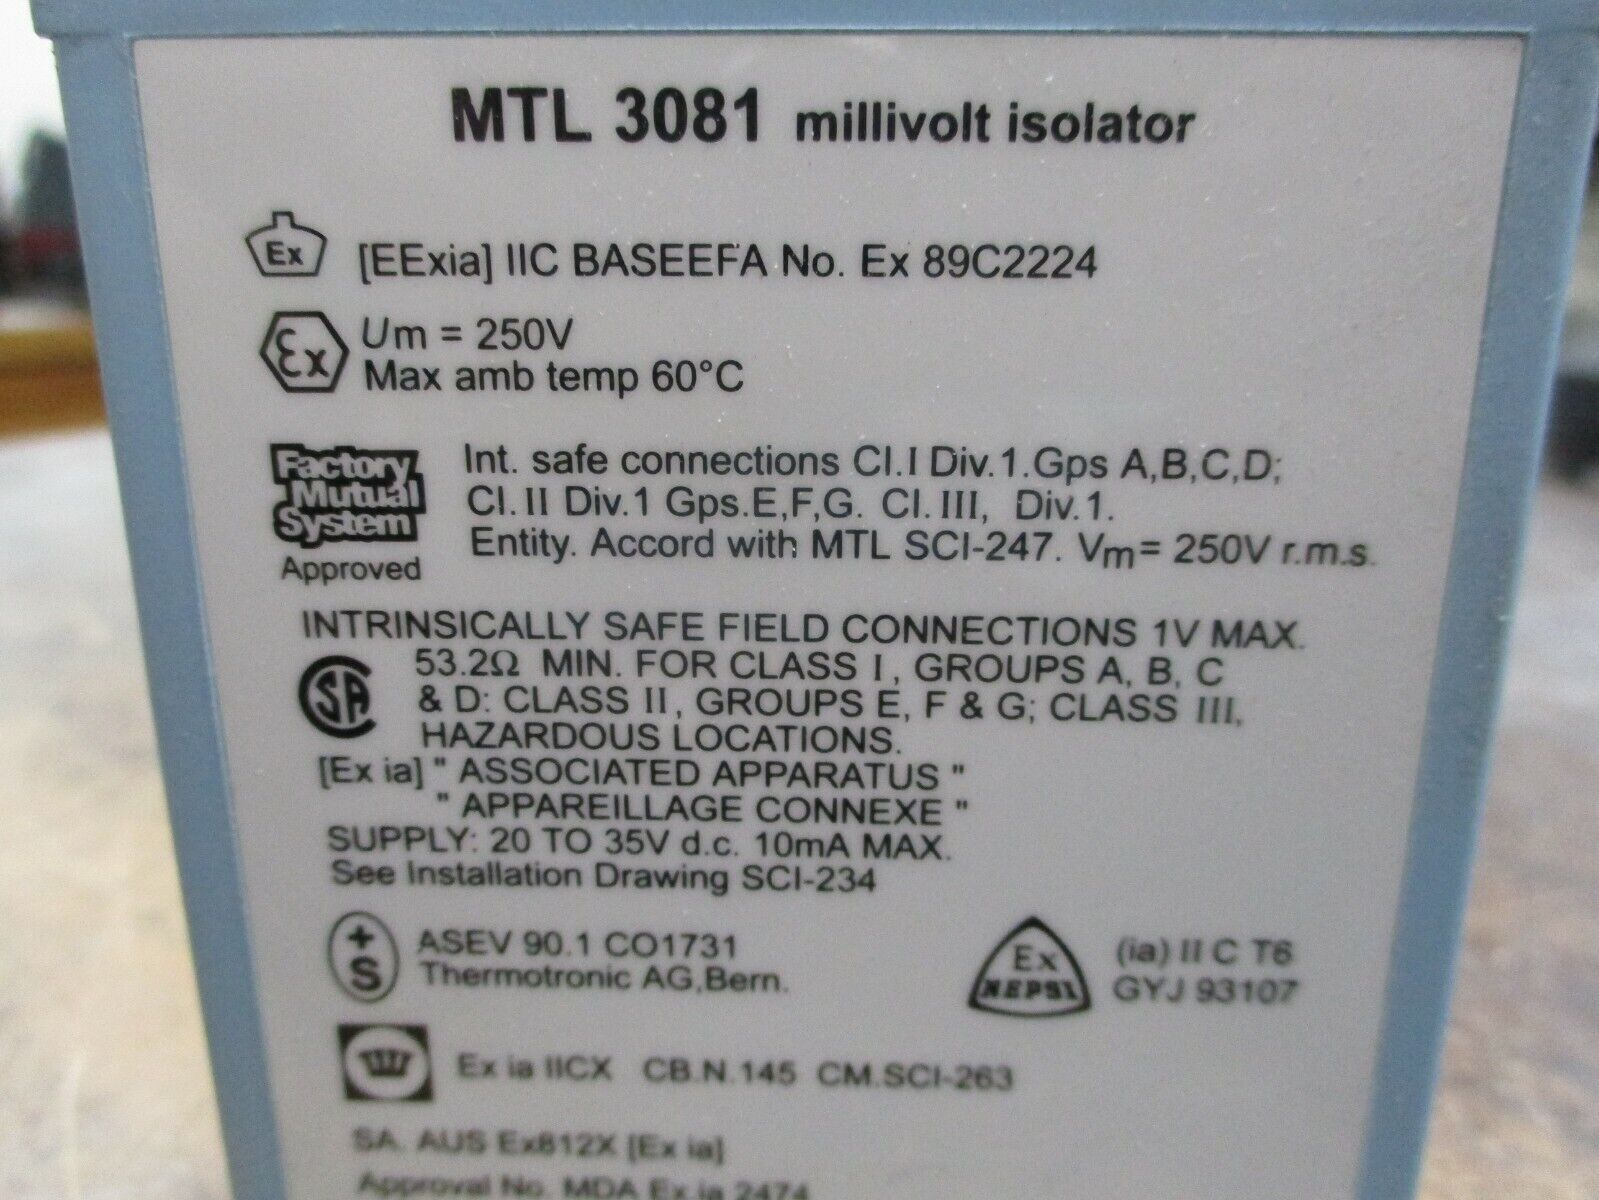 MTL 3081 millivolt isolator
Ex [EExia] IIC BASEEFA No. Ex 89C2224
Ex Um = 250V
Max amb temp 60°C
Factory Mutual System Approved
Int. safe connections Cl.I Div.1.Gps A,B,C,D;
Cl.II Div.1 Gps.E,F,G. Cl.III, Div.1.
Entity. Accord with MTL SCI-247. Vm= 250V r.m.s.
INTRINSICALLY SAFE FIELD CONNECTIONS 1V MAX.
53.2Ω MIN. FOR CLASS I, GROUPS A, B, C
SA & D: CLASS II, GROUPS E, F & G; CLASS III,
HAZARDOUS LOCATIONS.
[Ex ia] " ASSOCIATED APPARATUS "
" APPAREILLAGE CONNEXE "
SUPPLY: 20 TO 35V d.c. 10mA MAX.
See Installation Drawing SCI-234
+ S ASEV 90.1 CO1731
Thermotronic AG,Bern.
Ex NEPSI (ia) II C T6
GYJ 93107
Ex ia IICX CB.N.145 CM.SCI-263
SA. AUS Ex812X [Ex ia]
Approval No. MDA Ex ia 2474